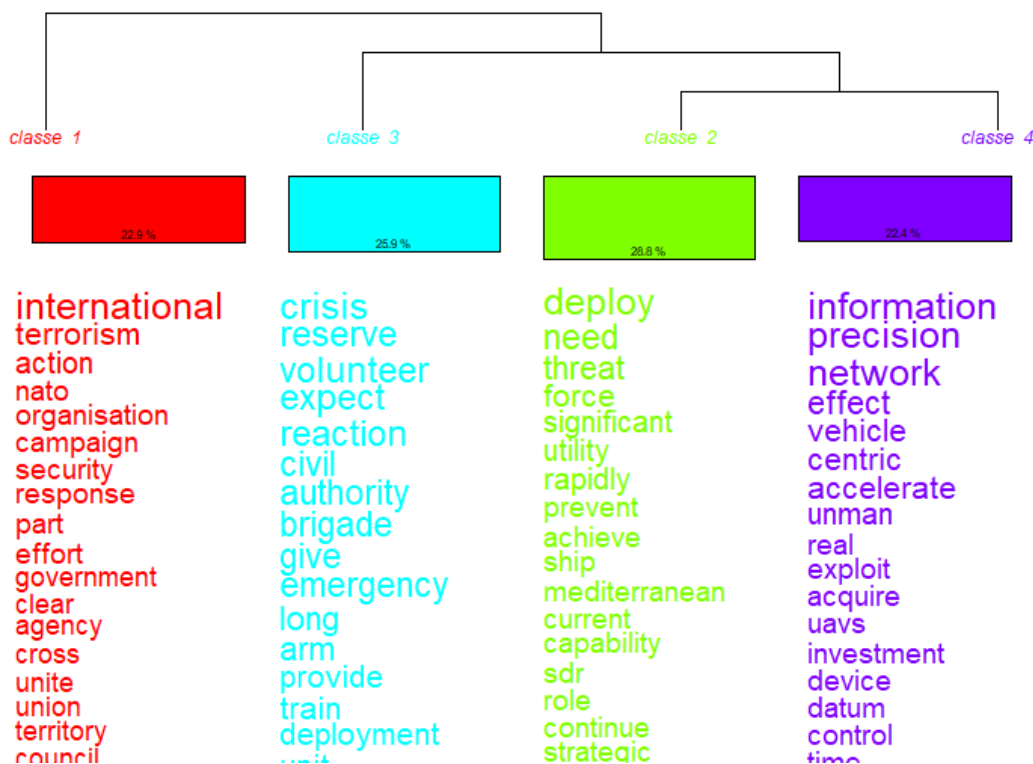 classe 1
classe 3
classe 2
classe 4
22.9 %
25.9 %
28.8 %
22.4 %
international
terrorism
action
nato
organisation
campaign
security
response
part
effort
government
clear
agency
cross
unite
union
territory
council
crisis
reserve
volunteer
expect
reaction
civil
authority
brigade
give
emergency
long
arm
provide
train
deployment
unit
deploy
need
threat
force
significant
utility
rapidly
prevent
achieve
ship
mediterranean
current
capability
sdr
role
continue
strategic
information
precision
network
effect
vehicle
centric
accelerate
unman
real
exploit
acquire
uavs
investment
device
datum
control
time